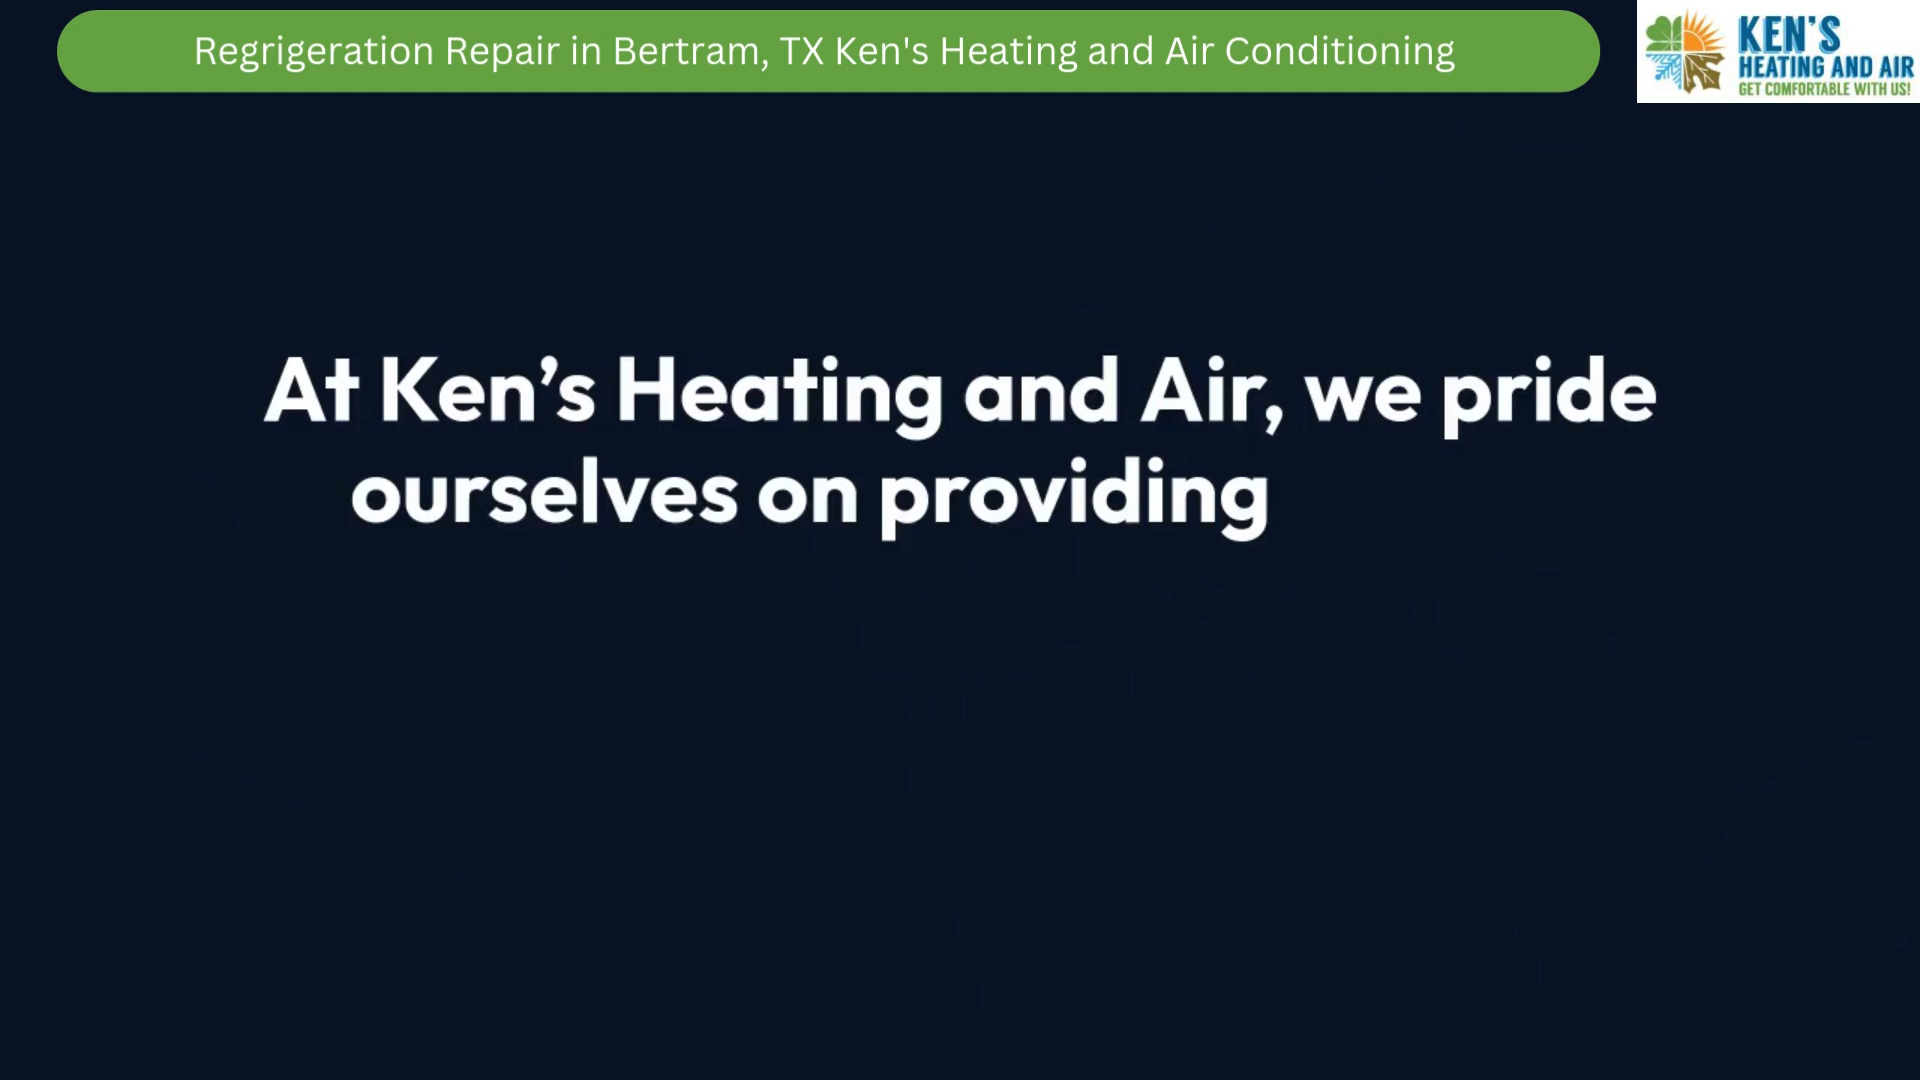 Regrigeration Repair in Bertram, TX Ken's Heating and Air Conditioning
KEN'S
HEATING AND AIR
GET COMFORTABLE WITH US!
At Ken’s Heating and Air, we pride
ourselves on providing